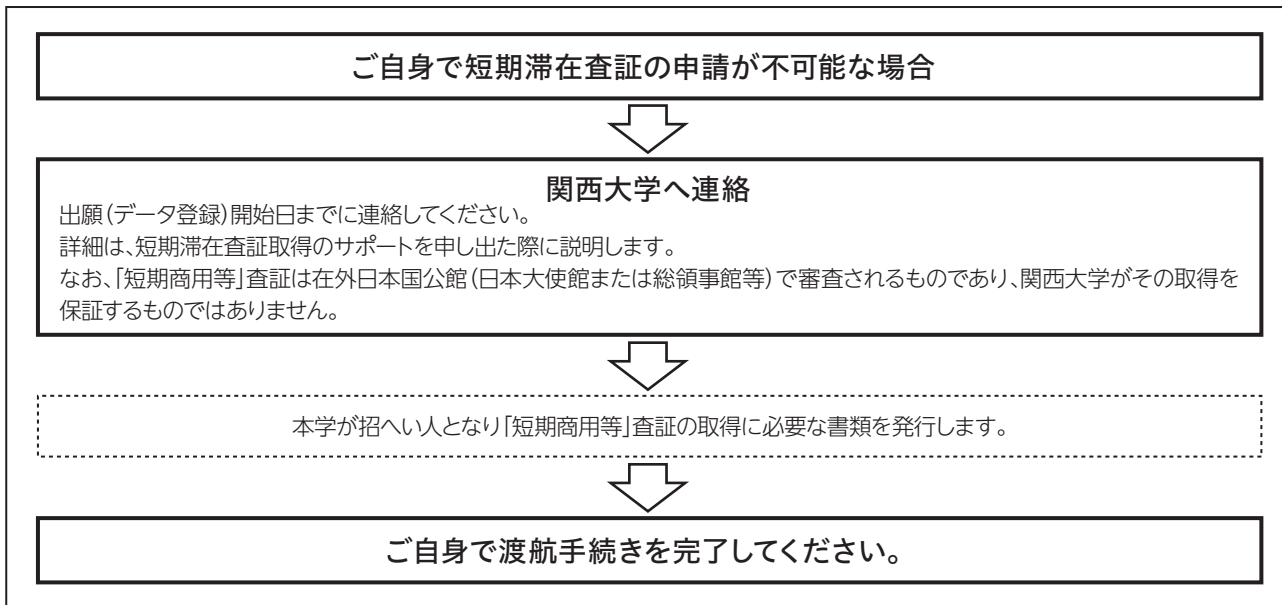 ご自身で短期滞在査証の申請が不可能な場合
関西大学へ連絡
出願（データ登録）開始日までに連絡してください。
詳細は、短期滞在査証取得のサポートを申し出た際に説明します。
なお、「短期商用等」査証は在外日本国公館（日本大使館または総領事館等）で審査されるものであり、関西大学がその取得を
保証するものではありません。
本学が招へい人となり「短期商用等」査証の取得に必要な書類を発行します。
ご自身で渡航手続きを完了してください。